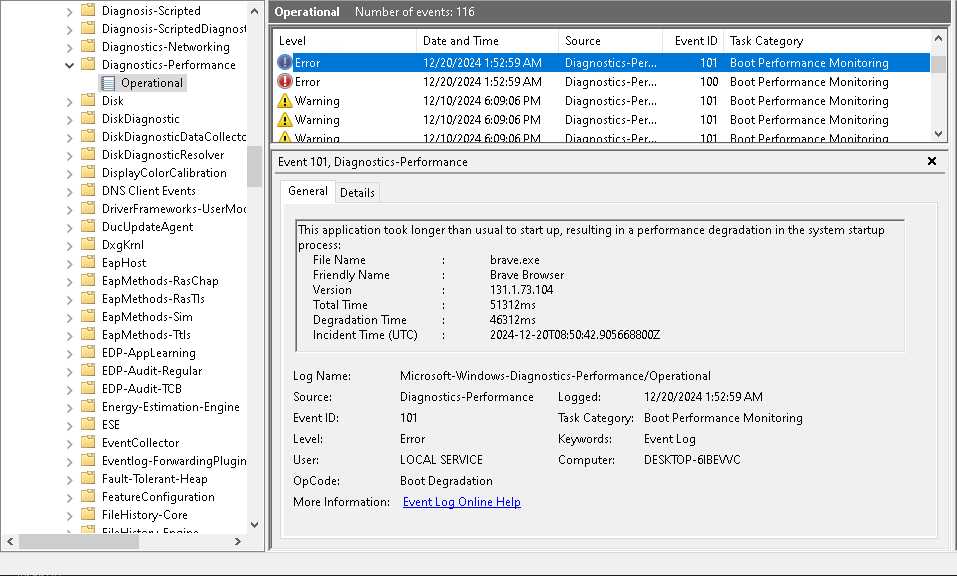 Diagnosis-Scripted
Diagnosis-ScriptedDiagnost
Diagnostics-Networking
Diagnostics-Performance
Operational
Disk
DiskDiagnostic
DiskDiagnosticDataCollecto
DiskDiagnosticResolver
DisplayColorCalibration
DNS Client Events
DriverFrameworks-UserMod
DucUpdateAgent
DxgKrnl
EapHost
EapMethods-RasChap
EapMethods-RasTls
EapMethods-Sim
EapMethods-Ttls
EDP-AppLearning
EDP-Audit-Regular
EDP-Audit-TCB
Energy-Estimation-Engine
ESE
EventCollector
Eventlog-ForwardingPlugin
Fault-Tolerant-Heap
FeatureConfiguration
FileHistory-Core
FileHistory-Engine
Operational Number of events: 116
Level Date and Time Source Event ID Task Category
Error 12/20/2024 1:52:59 AM Diagnostics-Per... 101 Boot Performance Monitoring
Error 12/20/2024 1:52:59 AM Diagnostics-Per... 100 Boot Performance Monitoring
Warning 12/10/2024 6:09:06 PM Diagnostics-Per... 101 Boot Performance Monitoring
Warning 12/10/2024 6:09:06 PM Diagnostics-Per... 101 Boot Performance Monitoring
Warning 12/10/2024 6:09:06 PM Diagnostics-Per... 101 Boot Performance Monitoring
Event 101, Diagnostics-Performance
General Details
This application took longer than usual to start up, resulting in a performance degradation in the system startup
process:
File Name : brave.exe
Friendly Name : Brave Browser
Version : 131.1.73.104
Total Time : 51312ms
Degradation Time : 46312ms
Incident Time (UTC) : 2024-12-20T08:50:42.905668800Z
Log Name: Microsoft-Windows-Diagnostics-Performance/Operational
Source: Diagnostics-Performance Logged: 12/20/2024 1:52:59 AM
Event ID: 101 Task Category: Boot Performance Monitoring
Level: Error Keywords: Event Log
User: LOCAL SERVICE Computer: DESKTOP-6IBEVVC
OpCode: Boot Degradation
More Information: Event Log Online Help